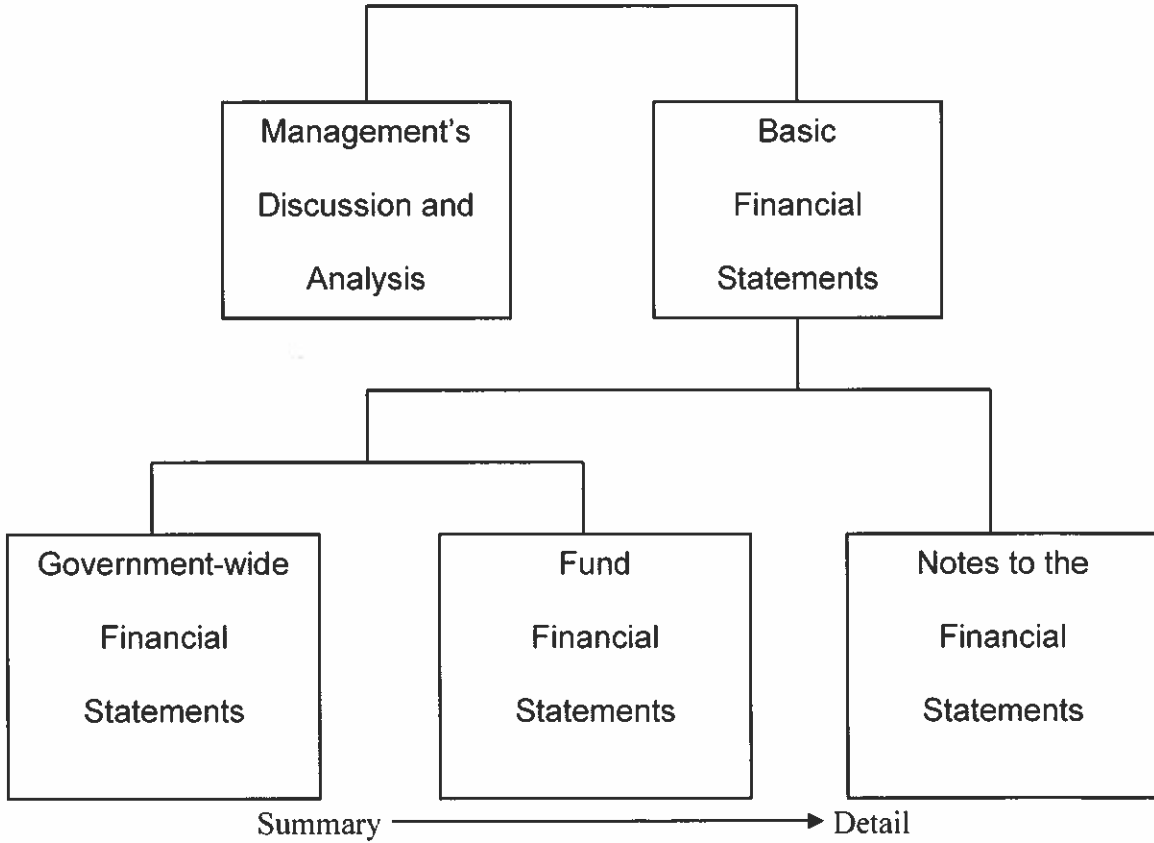 Management's
Discussion and
Analysis
Basic
Financial
Statements
Government-wide
Financial
Statements
Fund
Financial
Statements
Notes to the
Financial
Statements
Summary
Detail